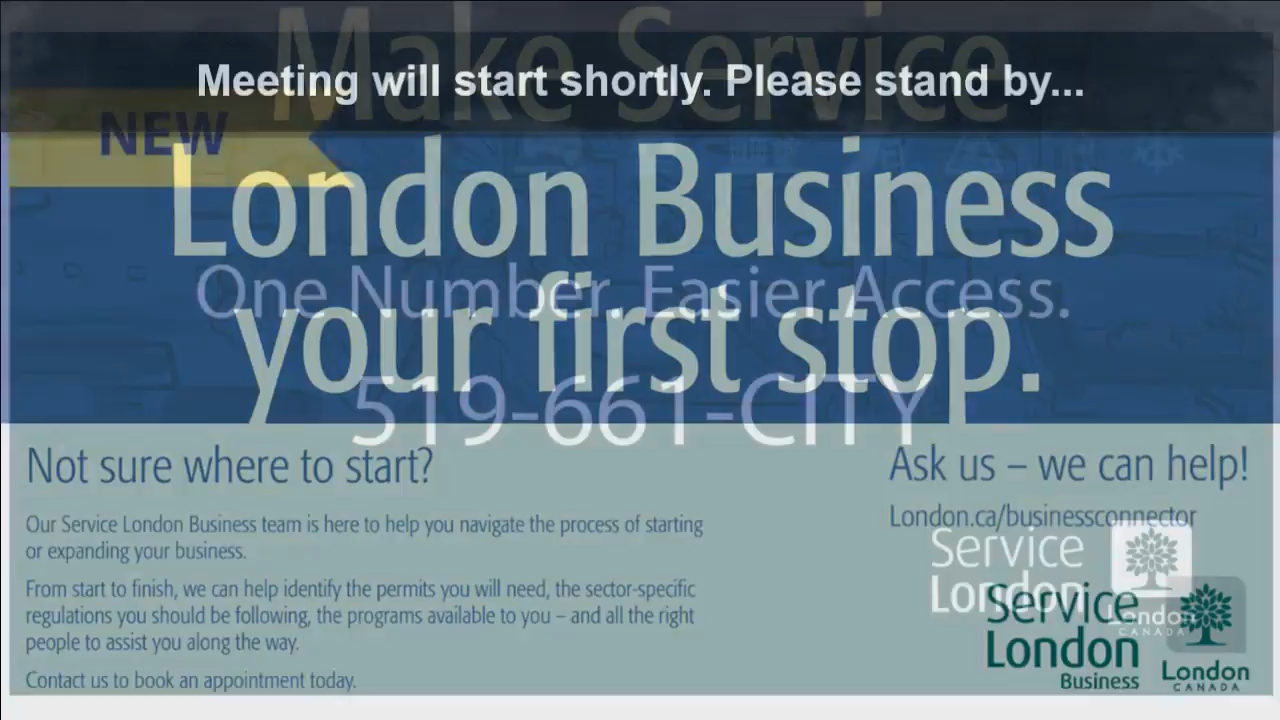 Make Service
Meeting will start shortly. Please stand by...
NEW
London Business
One Number. Easier Access.
your first stop.
519-661-CITY
Not sure where to start?
Ask us – we can help!
London.ca/businessconnector
Our Service London Business team is here to help you navigate the process of starting
or expanding your business.
From start to finish, we can help identify the permits you will need, the sector-specific
regulations you should be following, the programs available to you – and all the right
people to assist you along the way.
Contact us to book an appointment today.
Service
London
London
CANADA
Service
London
Business
London
CANADA